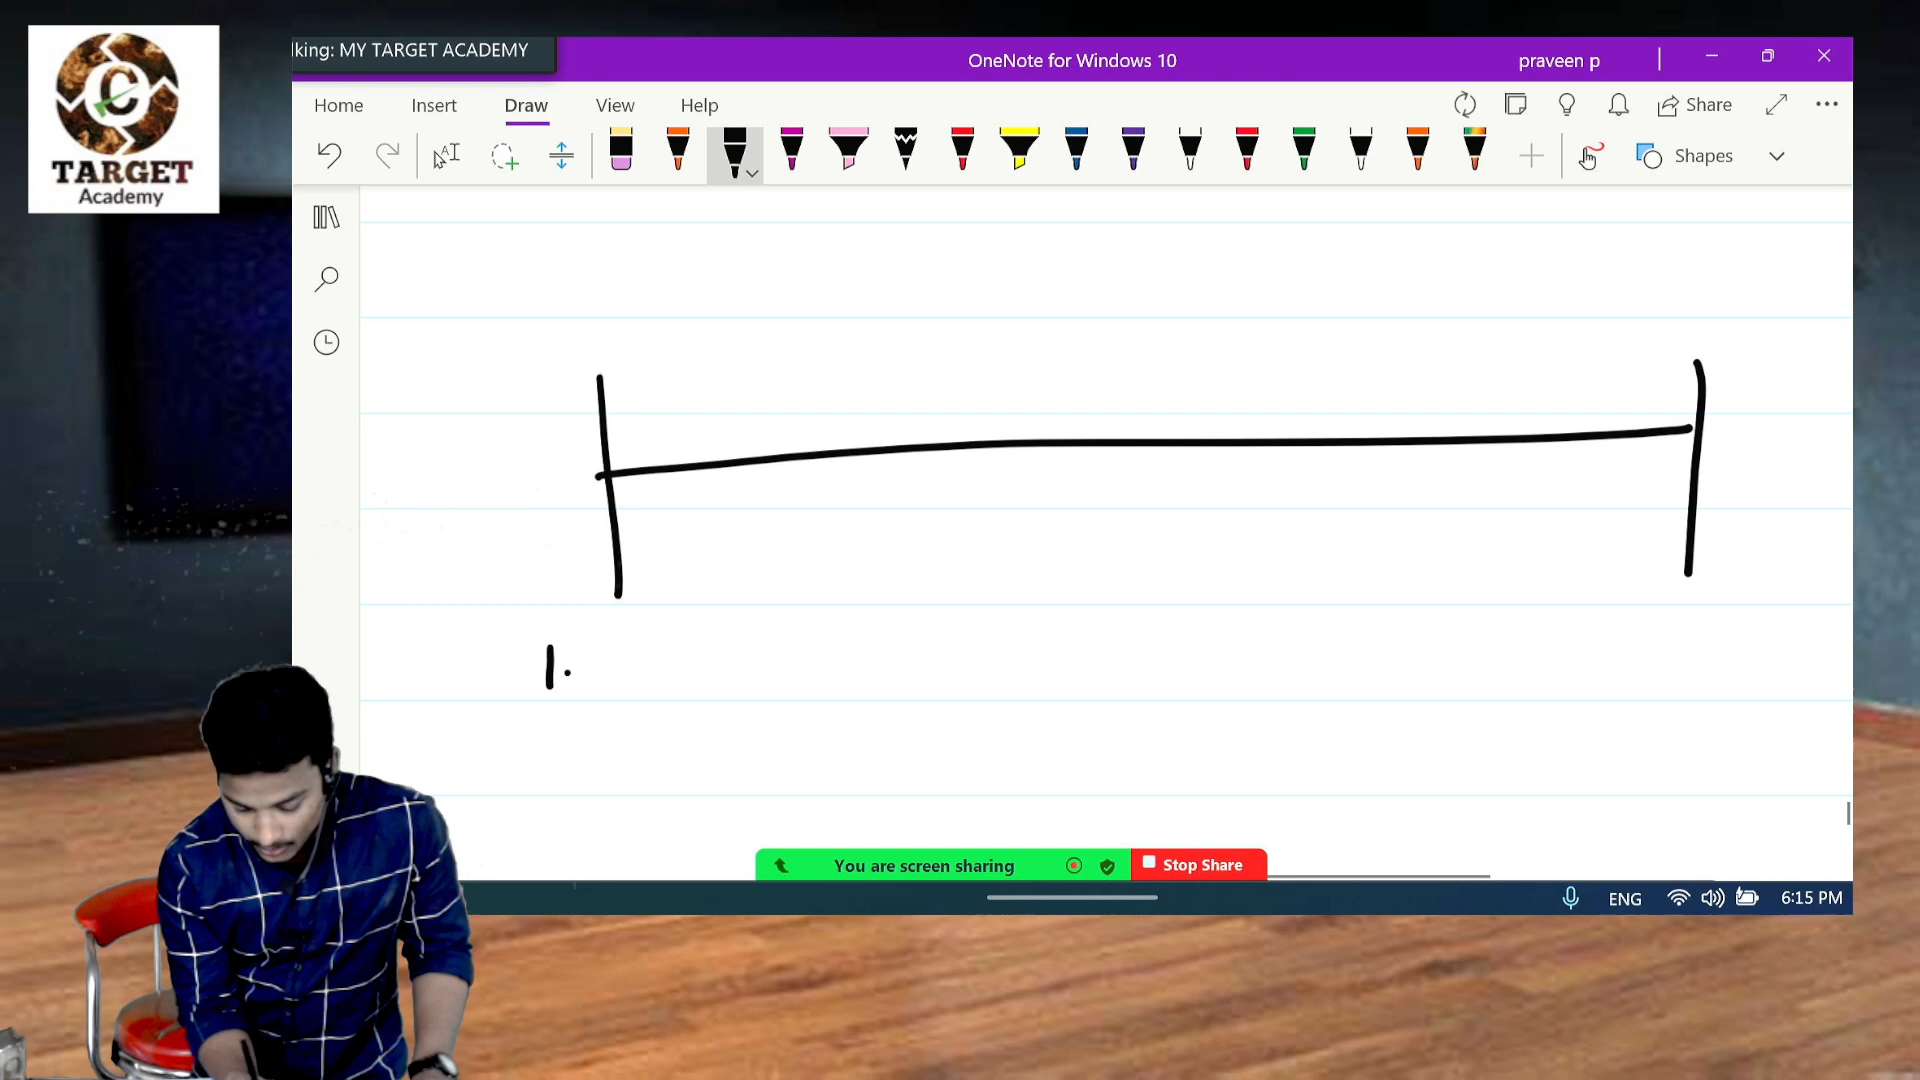 TARGET
Academy
lking: MY TARGET ACADEMY
OneNote for Windows 10
praveen p
Home
Insert
Draw
View
Help
Share
Shapes
1.
You are screen sharing
Stop Share
ENG
6:15 PM